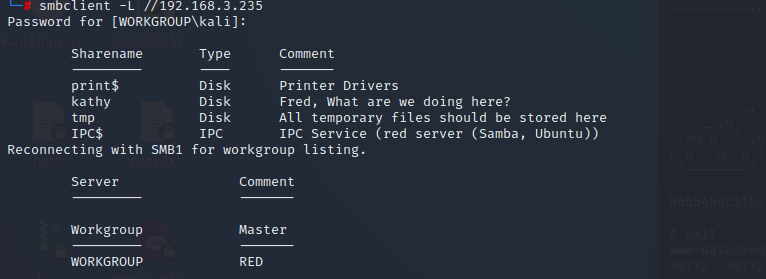 # smbclient -L //192.168.3.235
Password for [WORKGROUP\kali]:
Sharename Type Comment
--------- ---- -------
print$ Disk Printer Drivers
kathy Disk Fred, What are we doing here?
tmp Disk All temporary files should be stored here
IPC$ IPC IPC Service (red server (Samba, Ubuntu))
Reconnecting with SMB1 for workgroup listing.
Server Comment
--------- -------
Workgroup Master
--------- -------
WORKGROUP RED
# exit